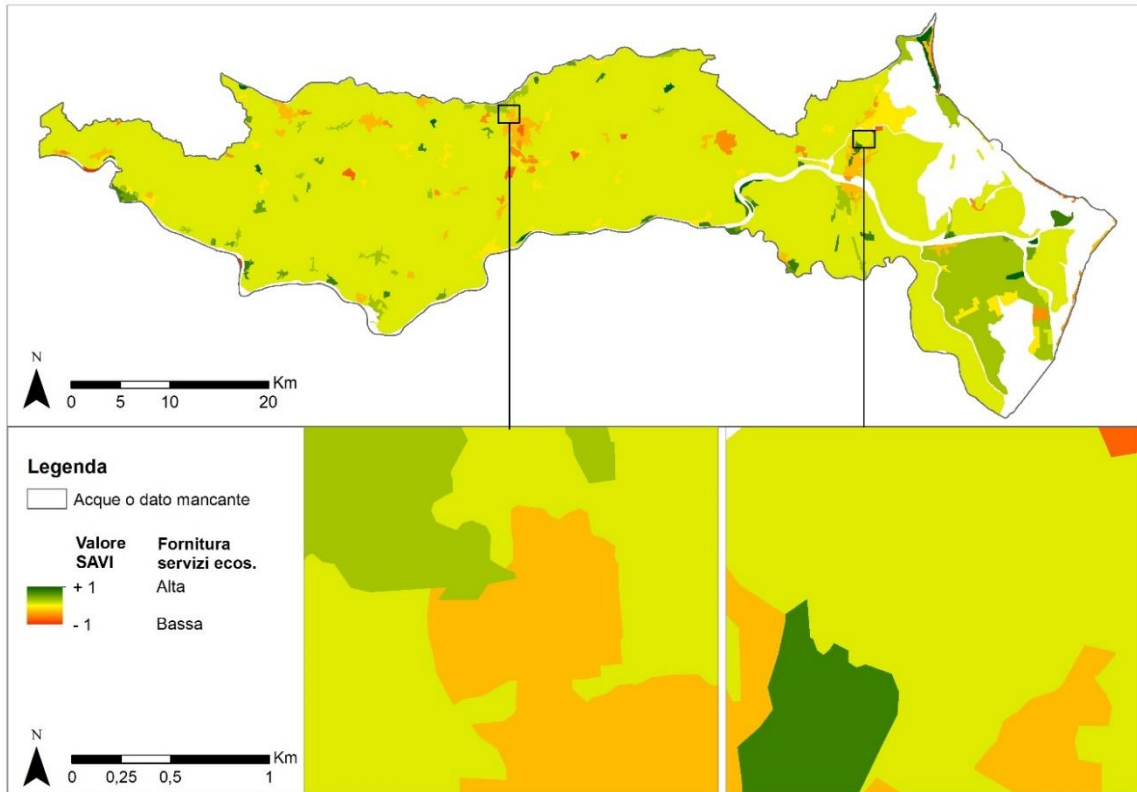 N
Km
0 5 10 20
Legenda
Acque o dato mancante
Valore Fornitura
SAVI servizi ecos.
+ 1 Alta
- 1 Bassa
N
Km
0 0,25 0,5 1